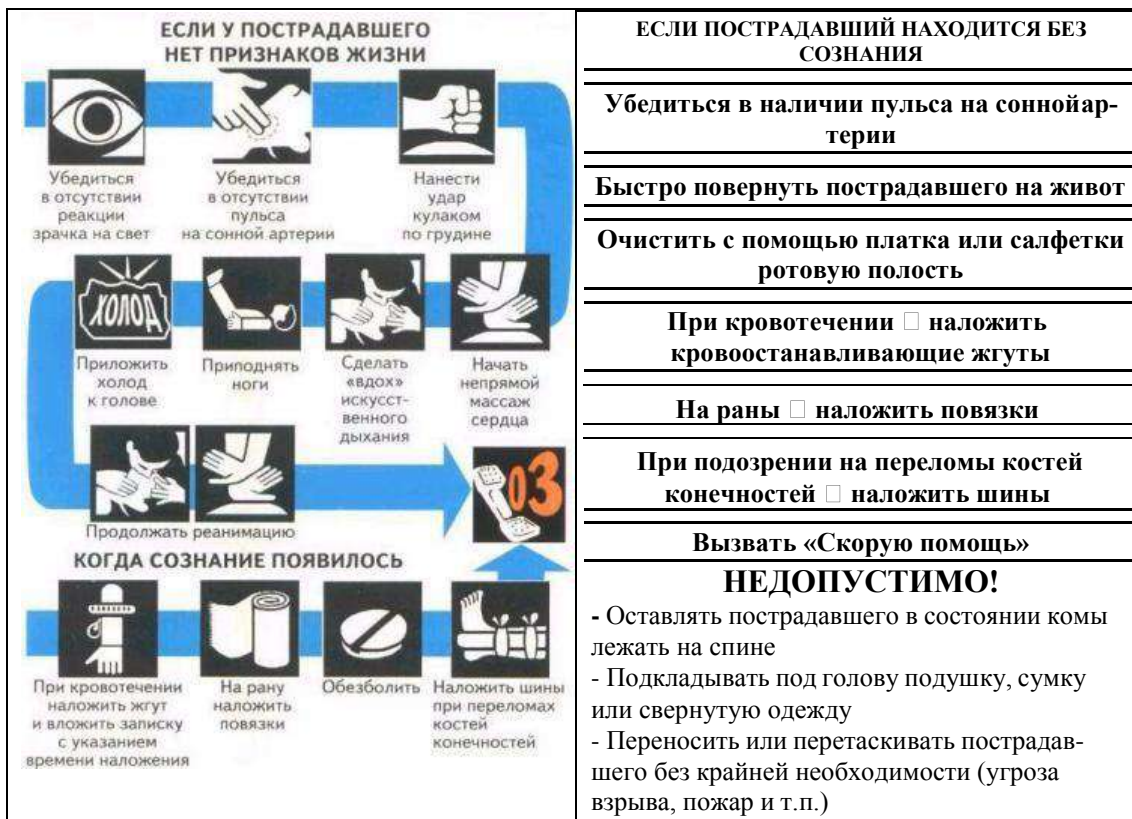 ЕСЛИ У ПОСТРАДАВШЕГО
НЕТ ПРИЗНАКОВ ЖИЗНИ
Убедиться
в отсутствии
реакции
зрачка на свет
Убедиться
в отсутствии
пульса
на сонной артерии
Нанести
удар
кулаком
по грудине
ХОЛОД
Приложить
холод
к голове
Приподнять
ноги
Сделать
«вдох»
искусст-
венного
дыхания
Начать
непрямой
массаж
сердца
Продолжать реанимацию
03
КОГДА СОЗНАНИЕ ПОЯВИЛОСЬ
При кровотечении
наложить жгут
и вложить записку
с указанием
времени наложения
На рану
наложить
повязки
Обезболить
Наложить шины
при переломах
костей
конечностей
ЕСЛИ ПОСТРАДАВШИЙ НАХОДИТСЯ БЕЗ
СОЗНАНИЯ
Убедиться в наличии пульса на соннойар-
терии
Быстро повернуть пострадавшего на живот
Очистить с помощью платка или салфетки
ротовую полость
При кровотечении □ наложить
кровоостанавливающие жгуты
На раны □ наложить повязки
При подозрении на переломы костей
конечностей □ наложить шины
Вызвать «Скорую помощь»
НЕДОПУСТИМО!
- Оставлять пострадавшего в состоянии комы
лежать на спине
- Подкладывать под голову подушку, сумку
или свернутую одежду
- Переносить или перетаскивать пострадав-
шего без крайней необходимости (угроза
взрыва, пожар и т.п.)